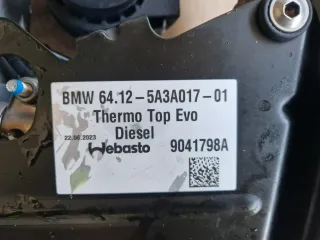 BMW 64.12-5A3A017-01
Thermo Top Evo
Diesel
22.06.2023
Webasto 9041798A